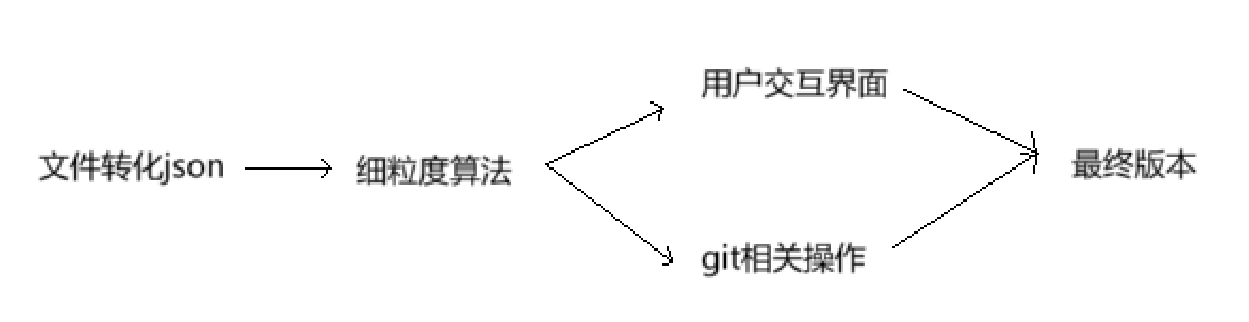 文件转化json
细粒度算法
用户交互界面
git相关操作
最终版本